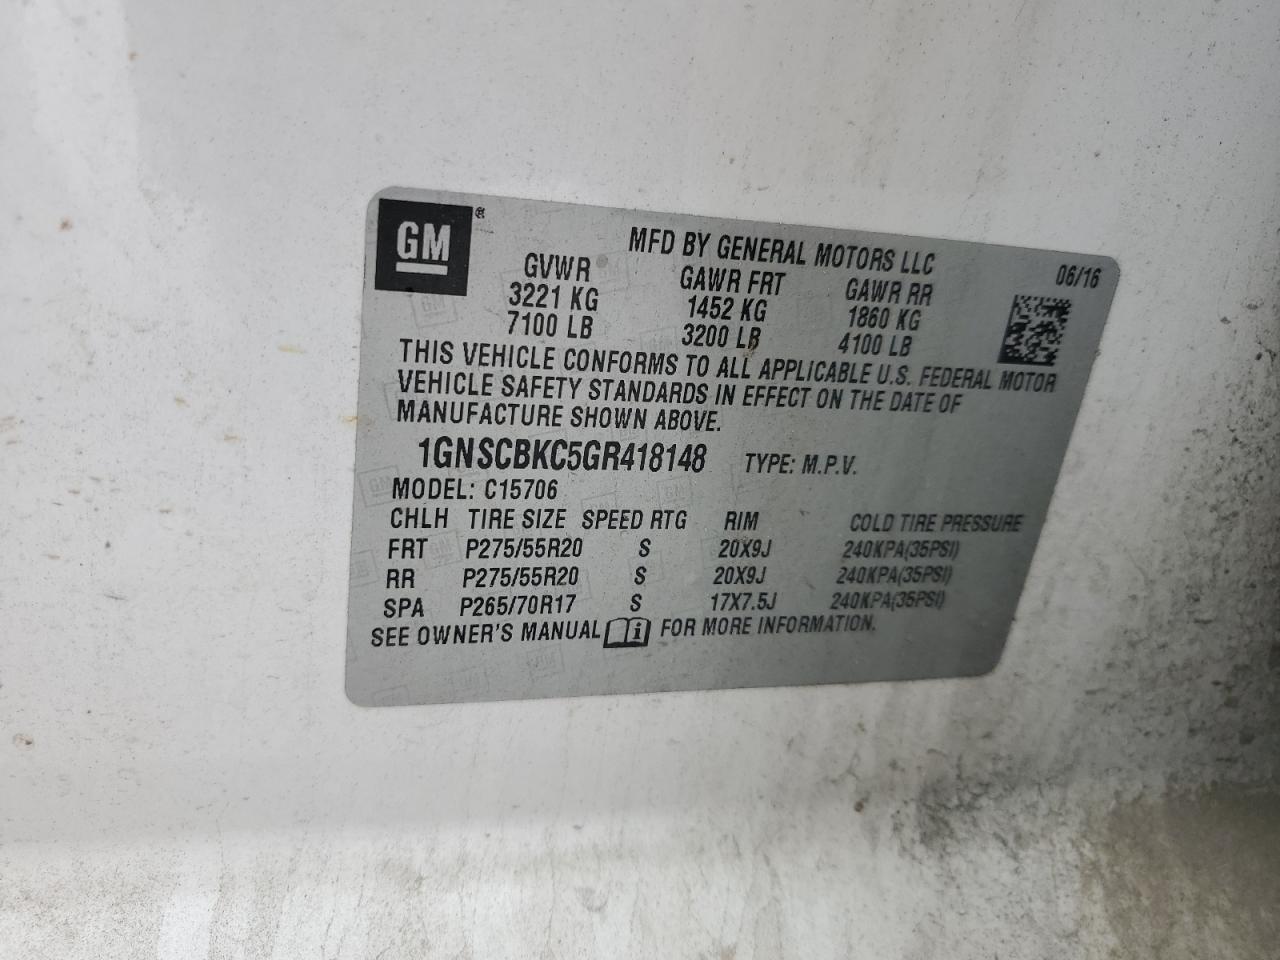 GM ®
MFD BY GENERAL MOTORS LLC 06/16
GVWR GAWR FRT GAWR RR
3221 KG 1452 KG 1860 KG
7100 LB 3200 LB 4100 LB
THIS VEHICLE CONFORMS TO ALL APPLICABLE U.S. FEDERAL MOTOR
VEHICLE SAFETY STANDARDS IN EFFECT ON THE DATE OF
MANUFACTURE SHOWN ABOVE.
1GNSCBKC5GR418148 TYPE: M.P.V.
MODEL: C15706
CHLH TIRE SIZE SPEED RTG RIM COLD TIRE PRESSURE
FRT P275/55R20 S 20X9J 240KPA(35PSI)
RR P275/55R20 S 20X9J 240KPA(35PSI)
SPA P265/70R17 S 17X7.5J 240KPA(35PSI)
SEE OWNER'S MANUAL FOR MORE INFORMATION.